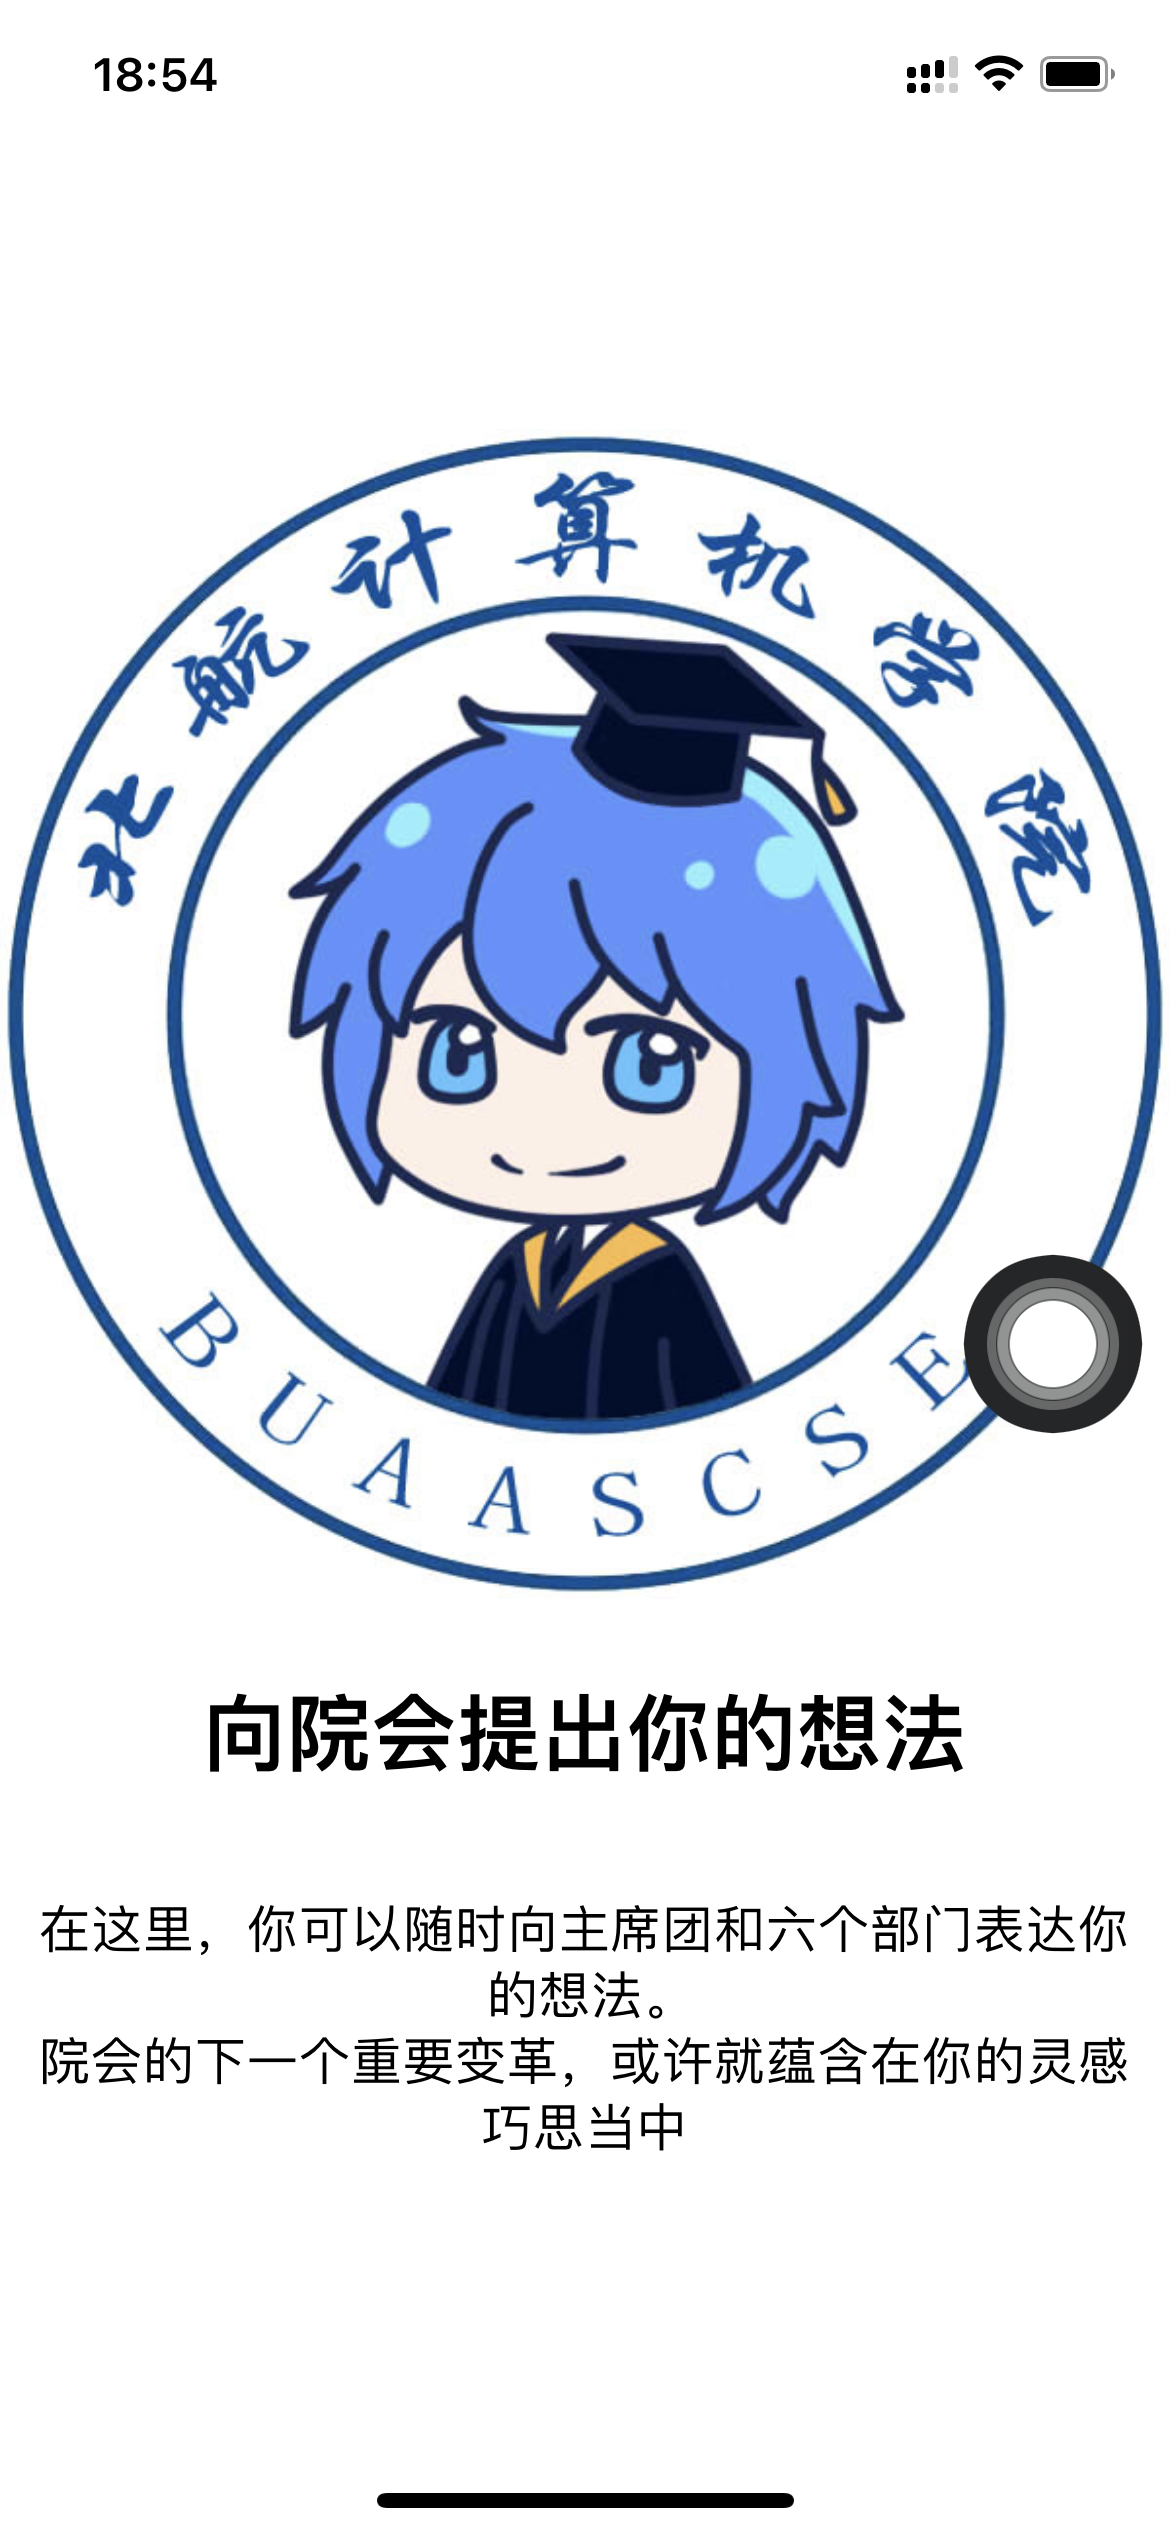 18:54
北航计算机学院
BUAASCSE
向院会提出你的想法
在这里，你可以随时向主席团和六个部门表达你
的想法。
院会的下一个重要变革，或许就蕴含在你的灵感
巧思当中